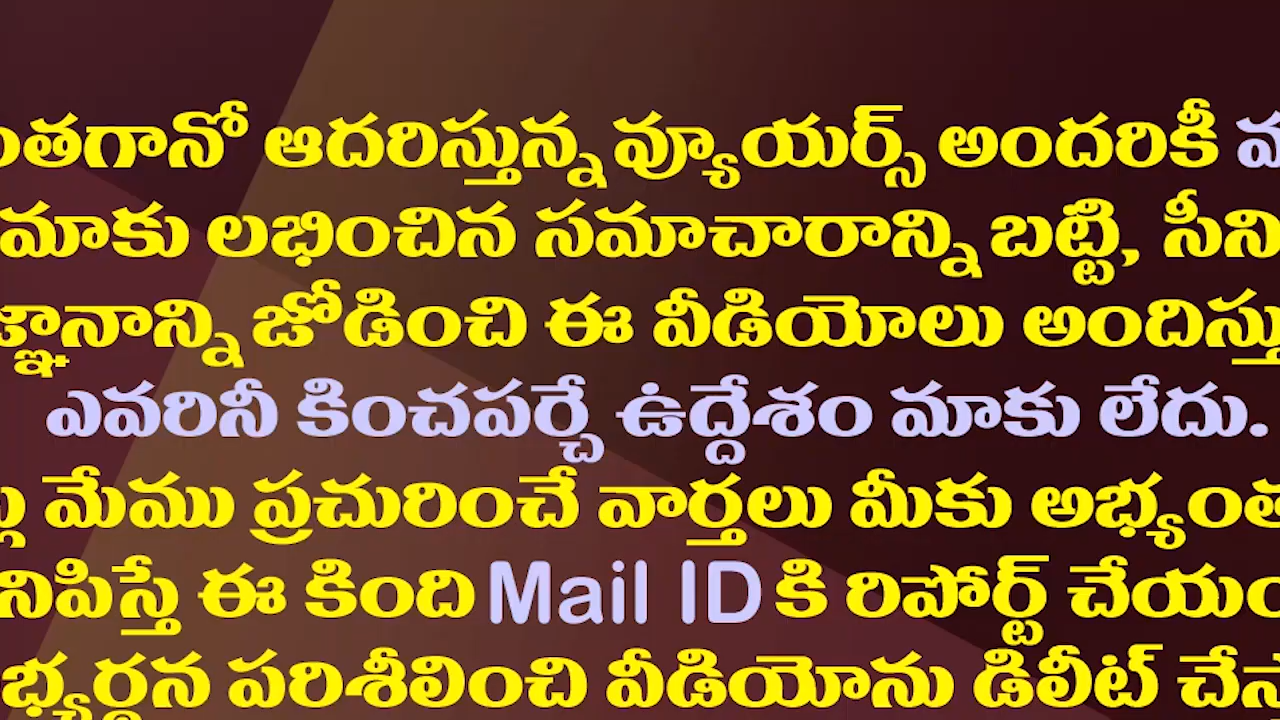 ంతగానో ఆదరిస్తున్న వ్యూయర్స్ అందరికీ
మాకు లభించిన సమాచారాన్ని బట్టి, సీని
జ్ఞానాన్ని జోడించి ఈ వీడియోలు అందిస్తు
ఎవరినీ కించపర్చే ఉద్దేశం మాకు లేదు.
మేము ప్రచురించే వార్తలు మీకు అభ్యంత
నిపిస్తే ఈ కింది Mail ID కి రిపోర్ట్ చేయం
భ్యర్థన పరిశీలించి వీడియోను డిలీట్ చేస